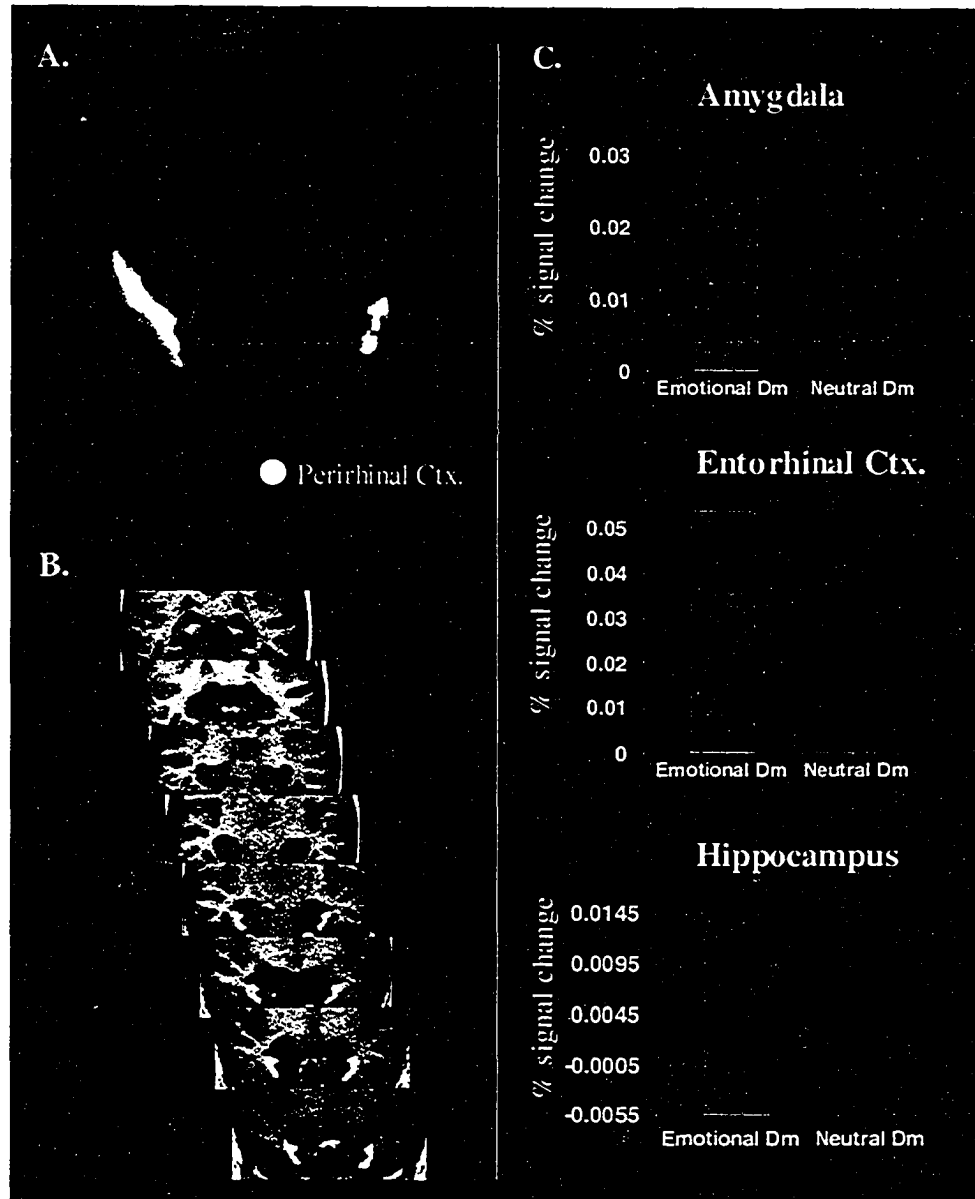 A.
Perirhinal Ctx.
B.
C.
Amygdala
% signal change
0.03
0.02
0.01
0
Emotional Dm Neutral Dm
Entorhinal Ctx.
% signal change
0.05
0.04
0.03
0.02
0.01
0
Emotional Dm Neutral Dm
Hippocampus
% signal change
0.0145
0.0095
0.0045
-0.0005
-0.0055
Emotional Dm Neutral Dm